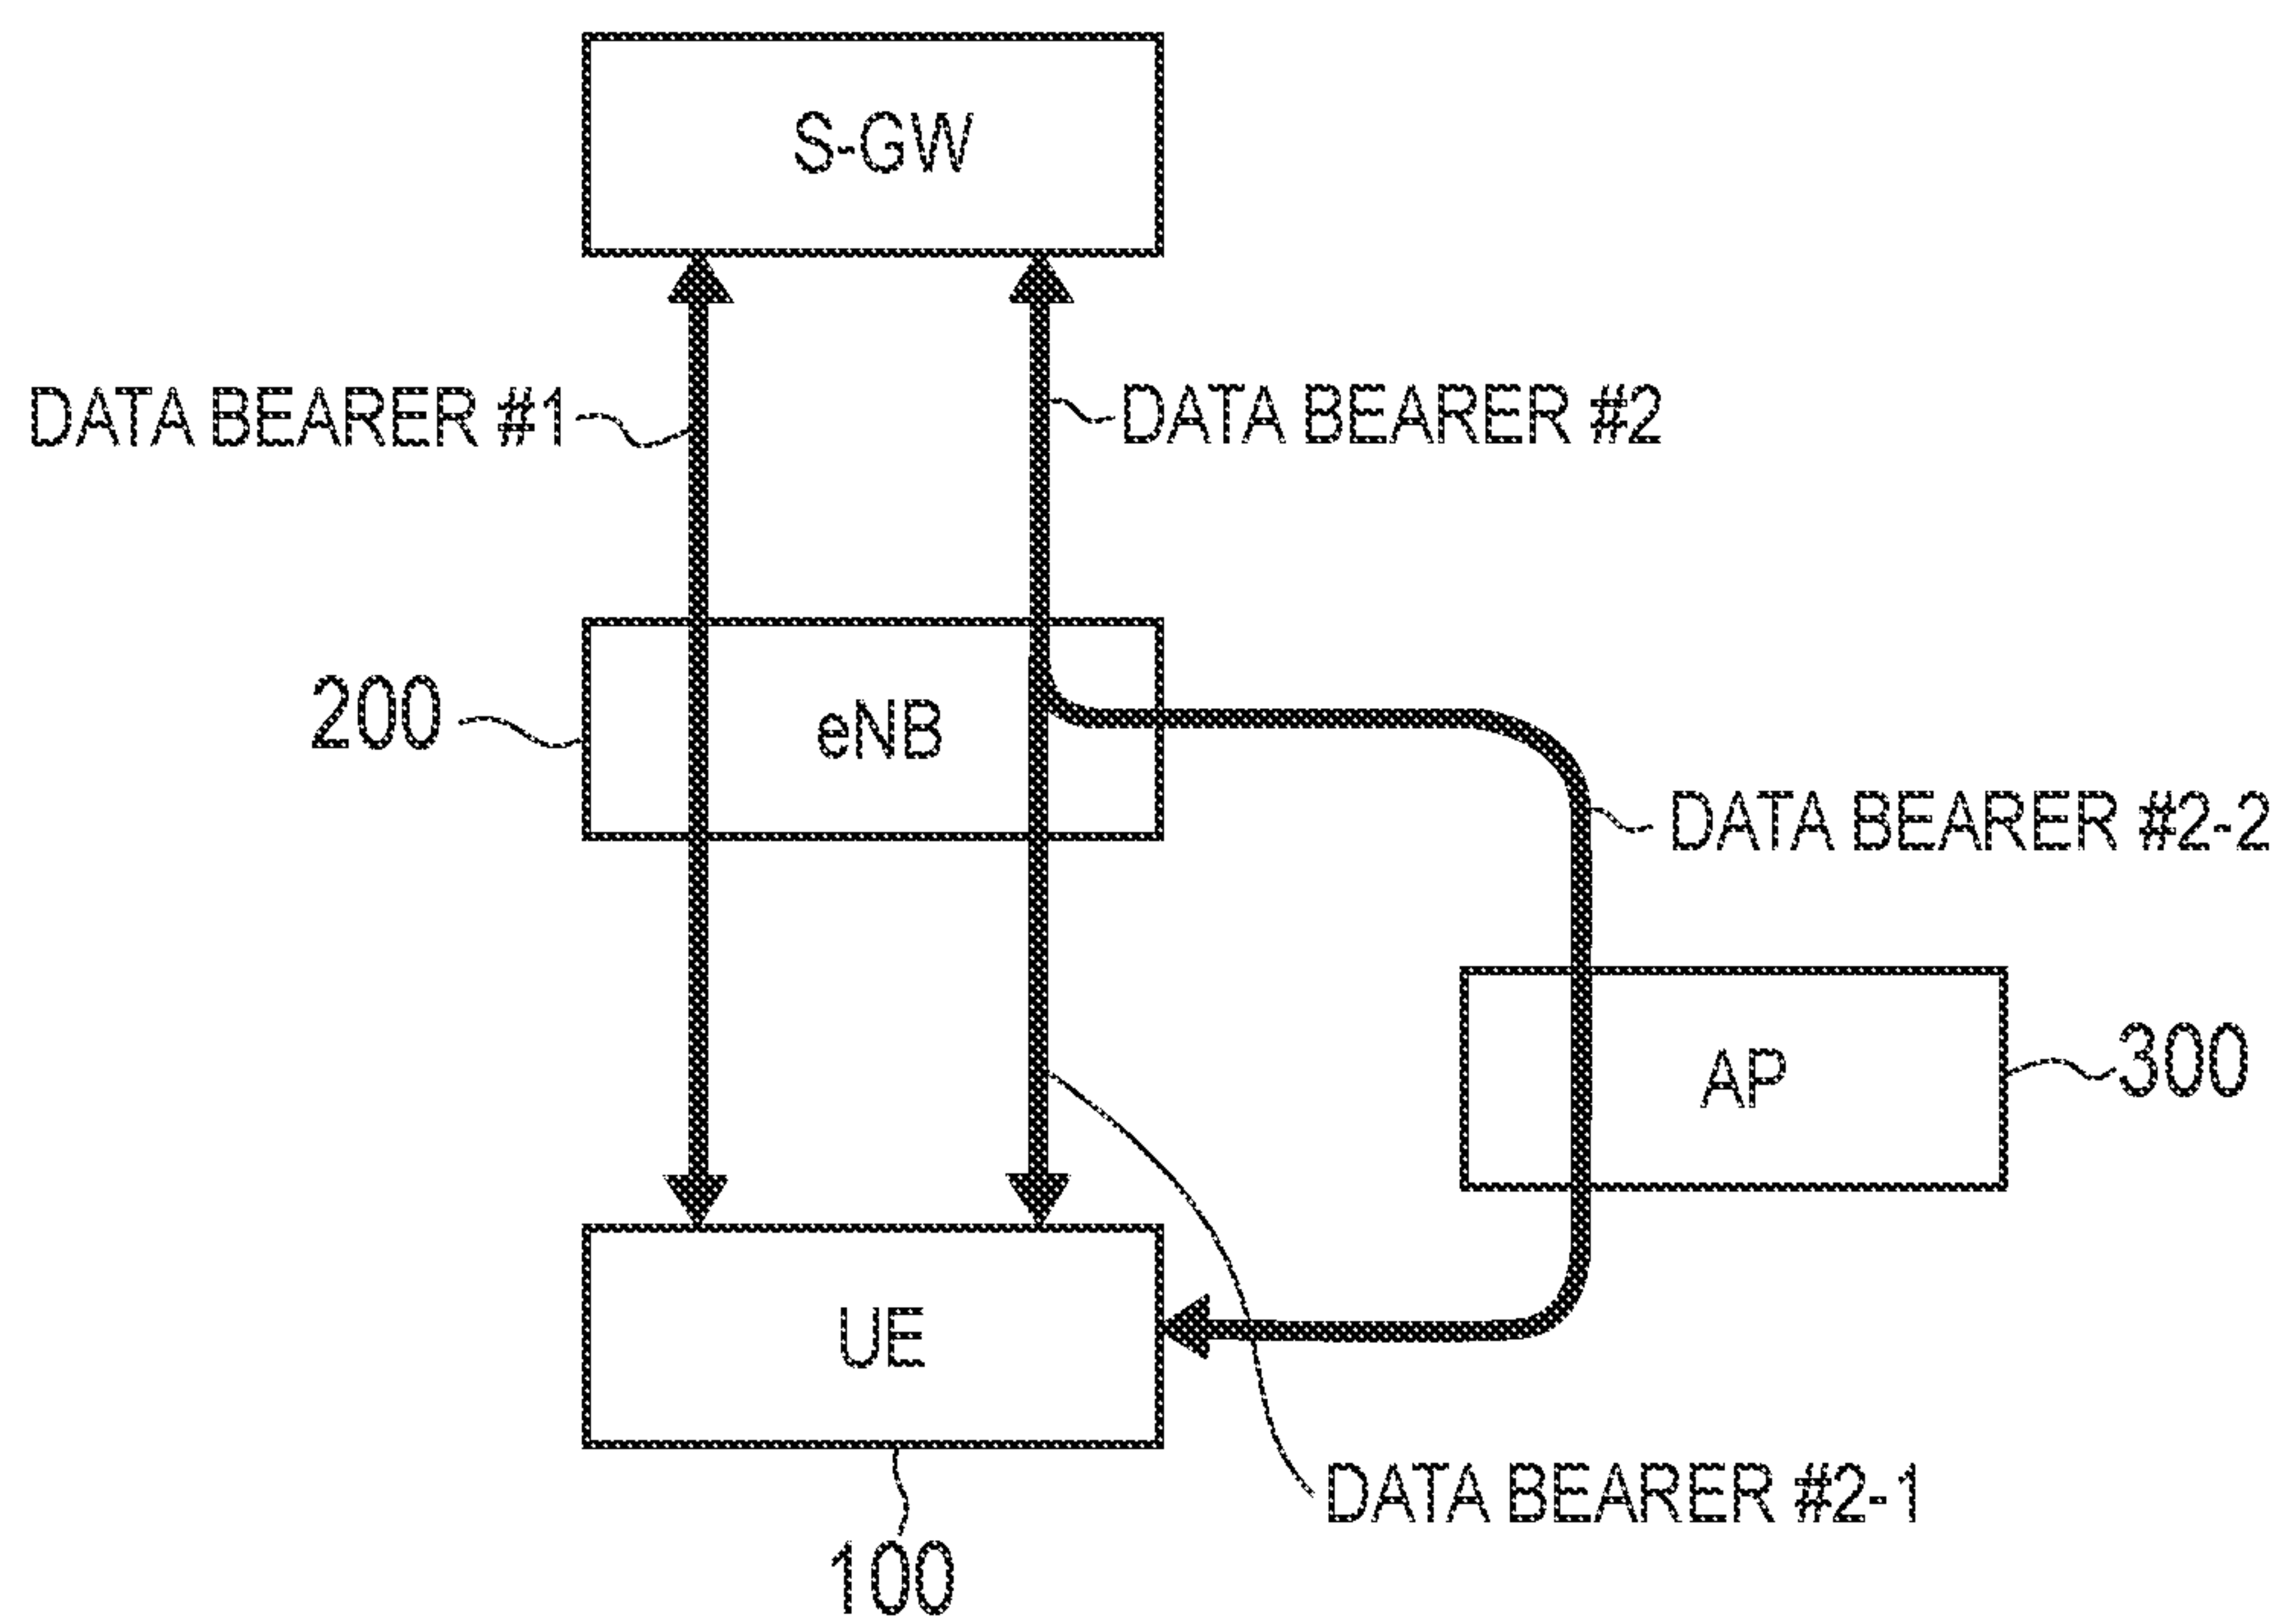 S-GW
DATA BEARER #1
DATA BEARER #2
200
eNB
DATA BEARER #2-2
AP
300
UE
DATA BEARER #2-1
100